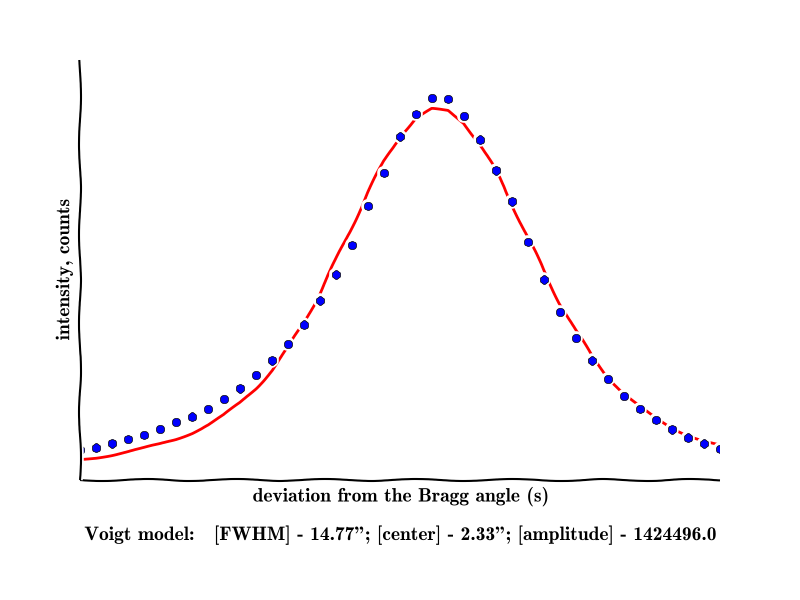 intensity, counts
deviation from the Bragg angle (s)
Voigt model: [FWHM] - 14.77”; [center] - 2.33”; [amplitude] - 1424496.0